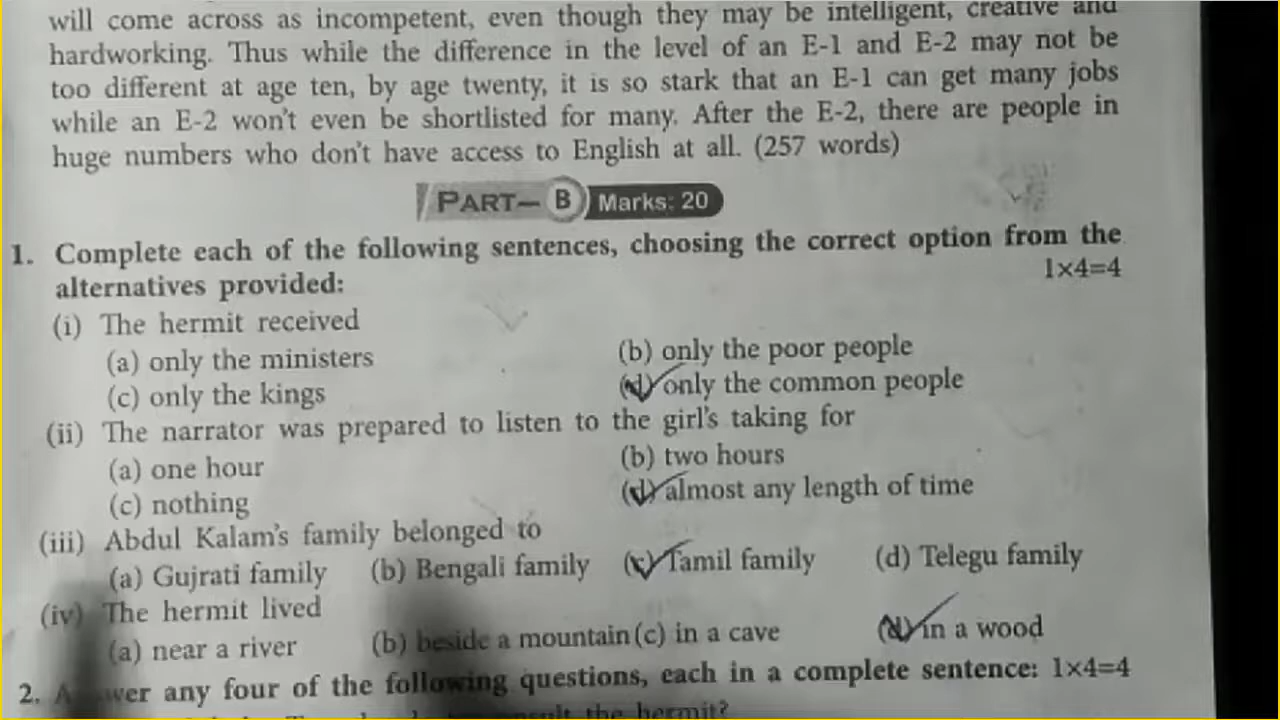 will come across as incompetent, even though they may be intelligent, creative and
hardworking. Thus while the difference in the level of an E-1 and E-2 may not be
too different at age ten, by age twenty, it is so stark that an E-1 can get many jobs
while an E-2 won't even be shortlisted for many. After the E-2, there are people in
huge numbers who don't have access to English at all. (257 words)
PART- B Marks: 20
1. Complete each of the following sentences, choosing the correct option from the
alternatives provided: 1×4=4
(i) The hermit received
(a) only the ministers (b) only the poor people
(c) only the kings (d) only the common people
(ii) The narrator was prepared to listen to the girl's taking for
(a) one hour (b) two hours
(c) nothing (d) almost any length of time
(iii) Abdul Kalam's family belonged to
(a) Gujrati family (b) Bengali family (c) Tamil family (d) Telegu family
(iv) The hermit lived
(a) near a river (b) beside a mountain (c) in a cave (d) in a wood
2. Answer any four of the following questions, each in a complete sentence: 1×4=4
the hermit?